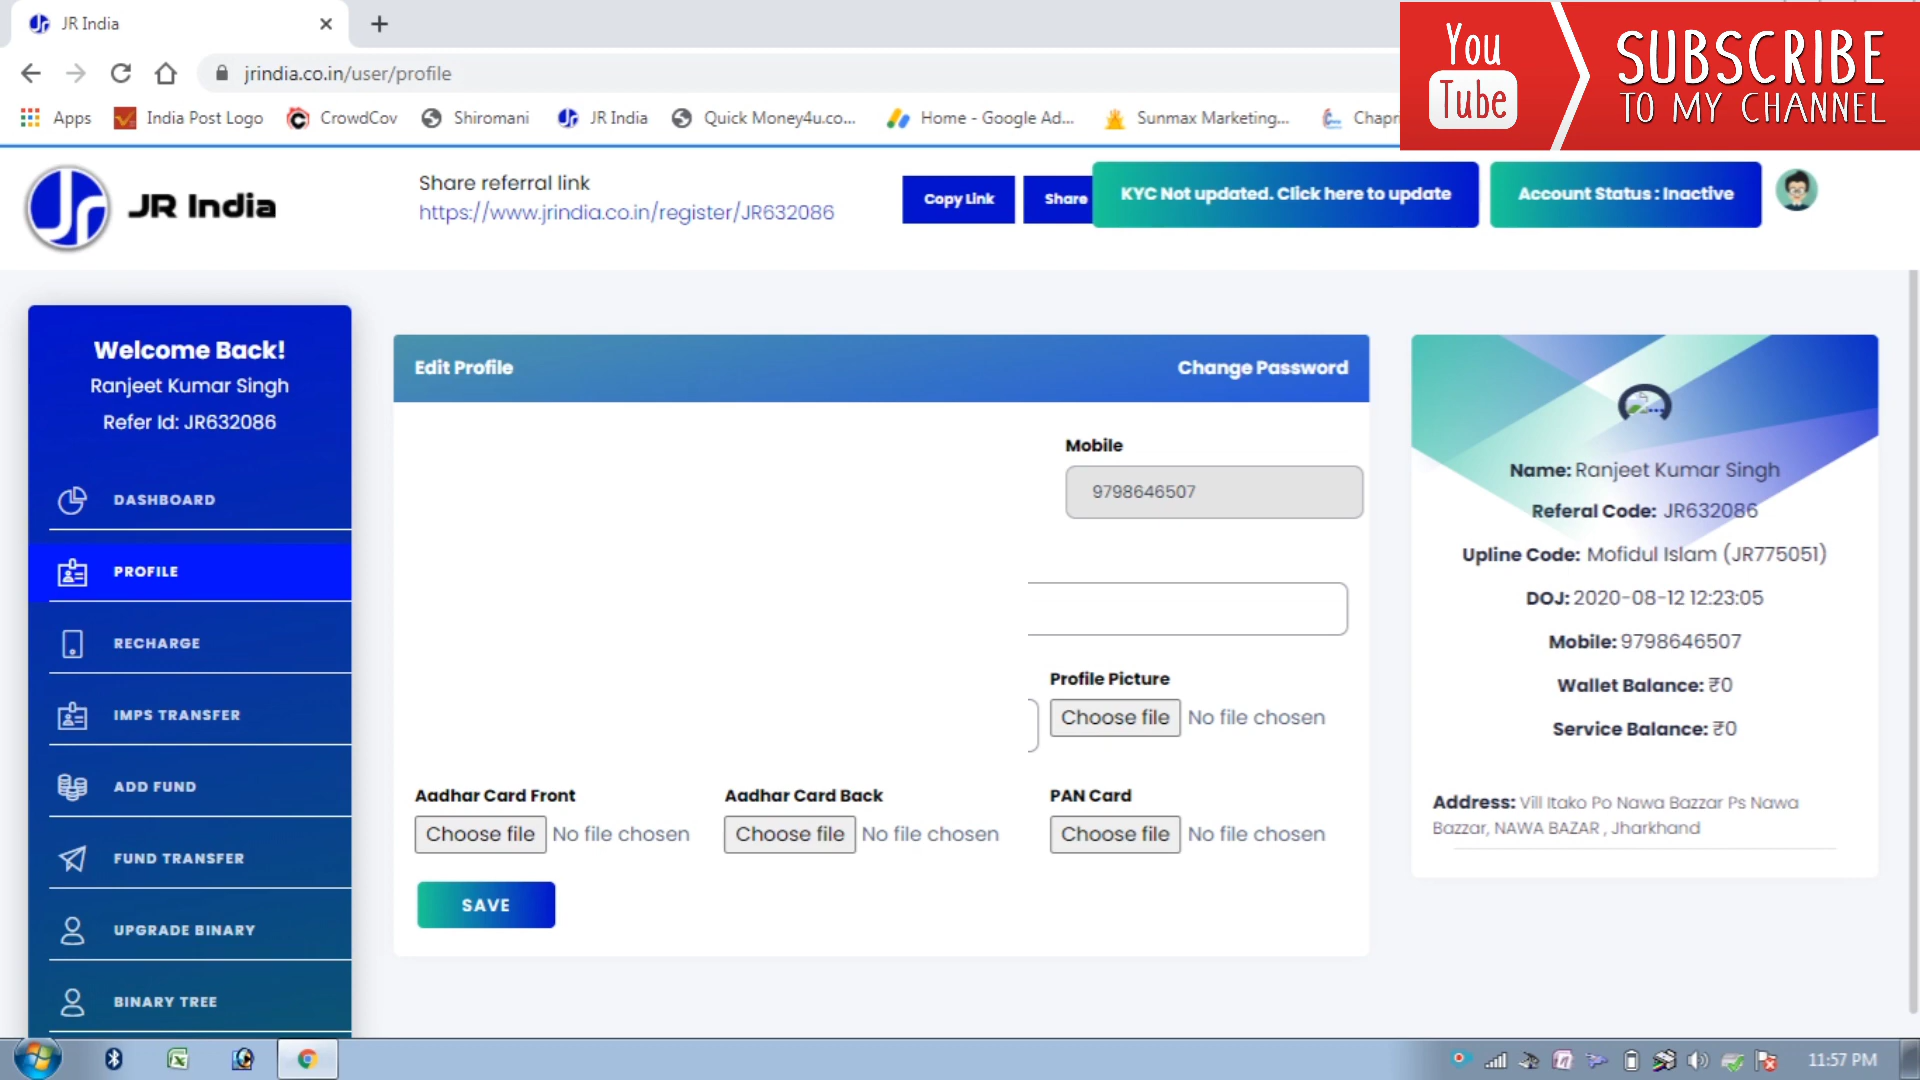 JR India
jrindia.co.in/user/profile
Apps
India Post Logo
CrowdCov
Shiromani
JR India
Quick Money4u.co...
Home - Google Ad...
Sunmax Marketing...
You
Tube
SUBSCRIBE
TO MY CHANNEL
JR India
Share referral link
https://www.jrindia.co.in/register/JR632086
Copy Link
Share
KYC Not updated. Click here to update
Account Status : Inactive
Welcome Back!
Ranjeet Kumar Singh
Refer Id: JR632086
DASHBOARD
PROFILE
RECHARGE
IMPS TRANSFER
ADD FUND
FUND TRANSFER
UPGRADE BINARY
BINARY TREE
Edit Profile
Change Password
Mobile
9798646507
Profile Picture
Choose file No file chosen
Aadhar Card Front
Aadhar Card Back
PAN Card
Choose file No file chosen
Choose file No file chosen
Choose file No file chosen
SAVE
Name: Ranjeet Kumar Singh
Referal Code: JR632086
Upline Code: Mofidul Islam (JR775051)
DOJ: 2020-08-12 12:23:05
Mobile: 9798646507
Wallet Balance: ₹0
Service Balance: ₹0
Address: Vill Itako Po Nawa Bazzar Ps Nawa
Bazzar, NAWA BAZAR , Jharkhand
11:57 PM